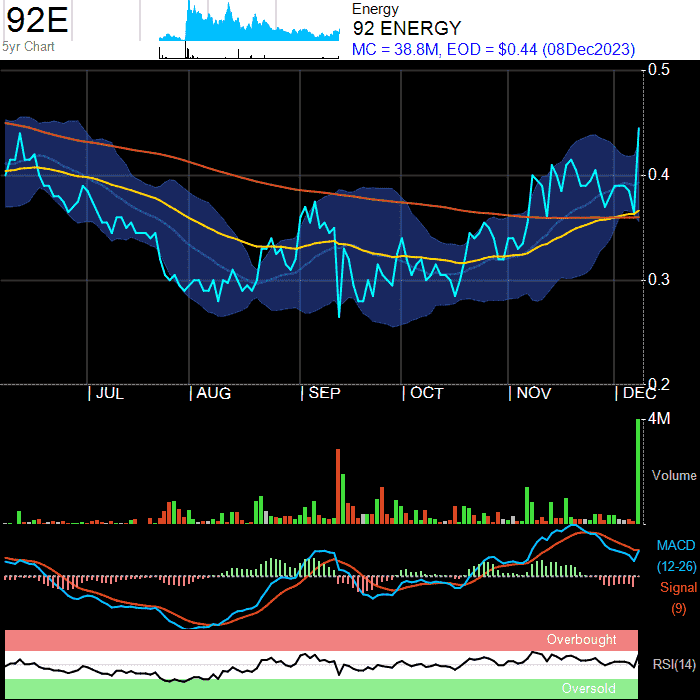 92E
5yr Chart
Energy
92 ENERGY
MC = 38.8M, EOD = $0.44 (08Dec2023)
0.5
0.4
0.3
0.2
JUL AUG SEP OCT NOV DEC
4M
Volume
MACD
(12-26)
Signal
(9)
Overbought
RSI(14)
Oversold